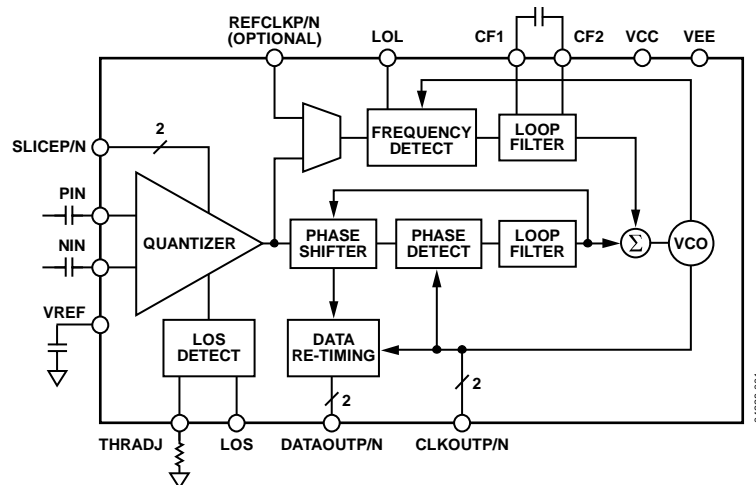 REFCLKP/N
(OPTIONAL)
LOL
CF1
CF2
VCC
VEE
SLICEP/N
2
FREQUENCY
DETECT
LOOP
FILTER
PIN
NIN
QUANTIZER
PHASE
SHIFTER
PHASE
DETECT
LOOP
FILTER
Σ
VCO
VREF
LOS
DETECT
DATA
RE-TIMING
2
2
THRADJ
LOS
DATAOUTP/N
CLKOUTP/N